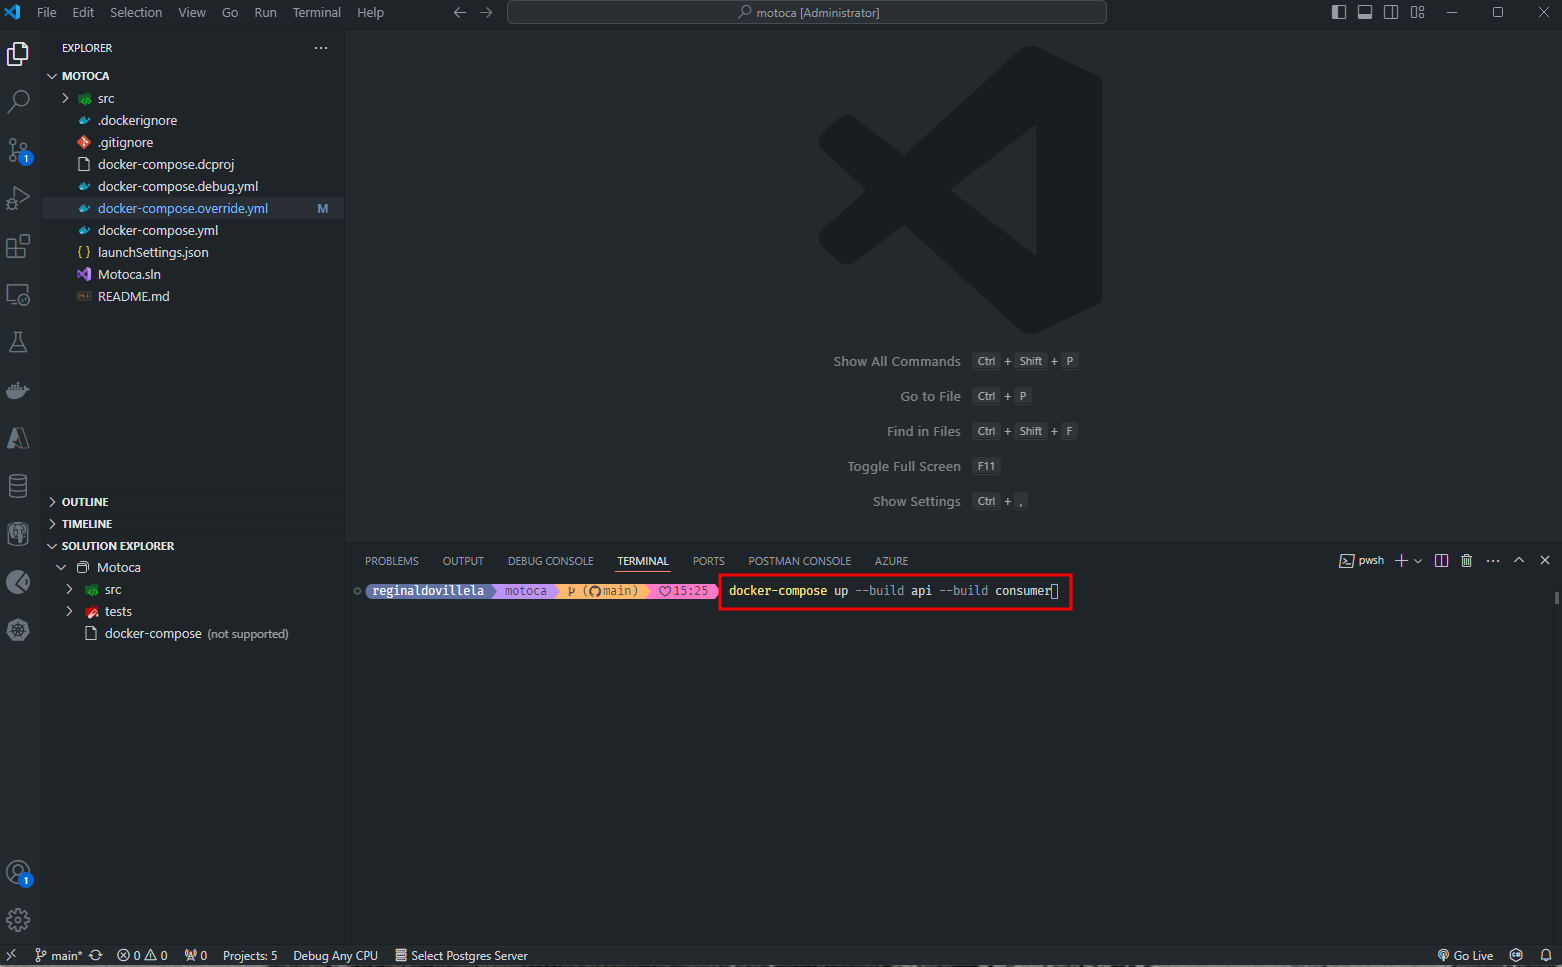 File Edit Selection View Go Run Terminal Help
motoca [Administrator]
EXPLORER
MOTOCA
src
.dockerignore
.gitignore
docker-compose.dcproj
docker-compose.debug.yml
docker-compose.override.yml M
docker-compose.yml
{ } launchSettings.json
Motoca.sln
README.md
OUTLINE
TIMELINE
SOLUTION EXPLORER
Motoca
src
tests
docker-compose (not supported)
1
1
Show All Commands Ctrl + Shift + P
Go to File Ctrl + P
Find in Files Ctrl + Shift + F
Toggle Full Screen F11
Show Settings Ctrl + ,
PROBLEMS OUTPUT DEBUG CONSOLE TERMINAL PORTS POSTMAN CONSOLE AZURE
pwsh
reginaldovillela motoca (main) 15:25 docker-compose up --build api --build consumer
main* 0 0 0 Projects: 5 Debug Any CPU Select Postgres Server
Go Live